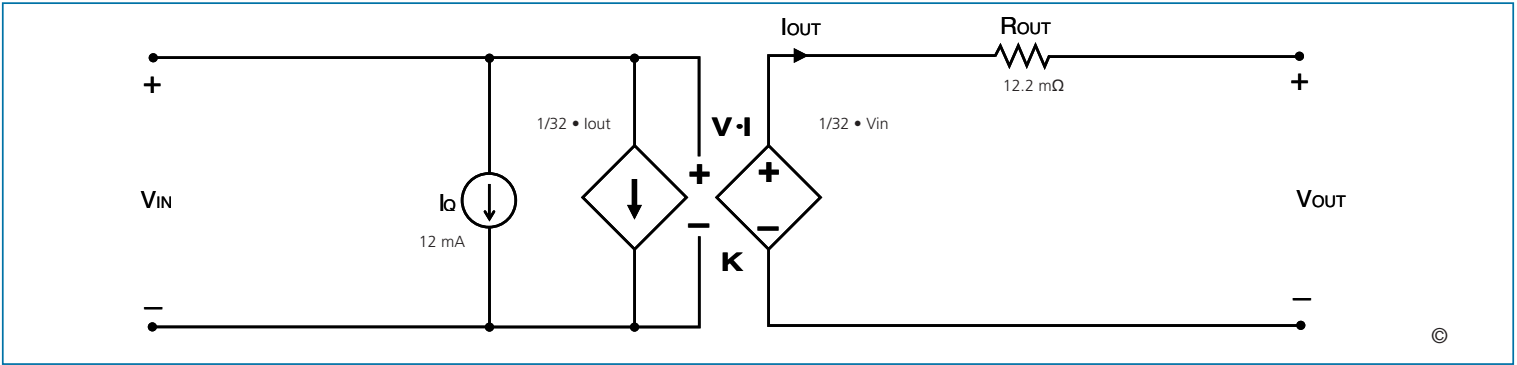 IOUT
ROUT
12.2 mΩ
+
+
1/32 • Iout
V•I
1/32 • Vin
+
+
VIN
IQ
VOUT
12 mA
–
–
K
–
–
©